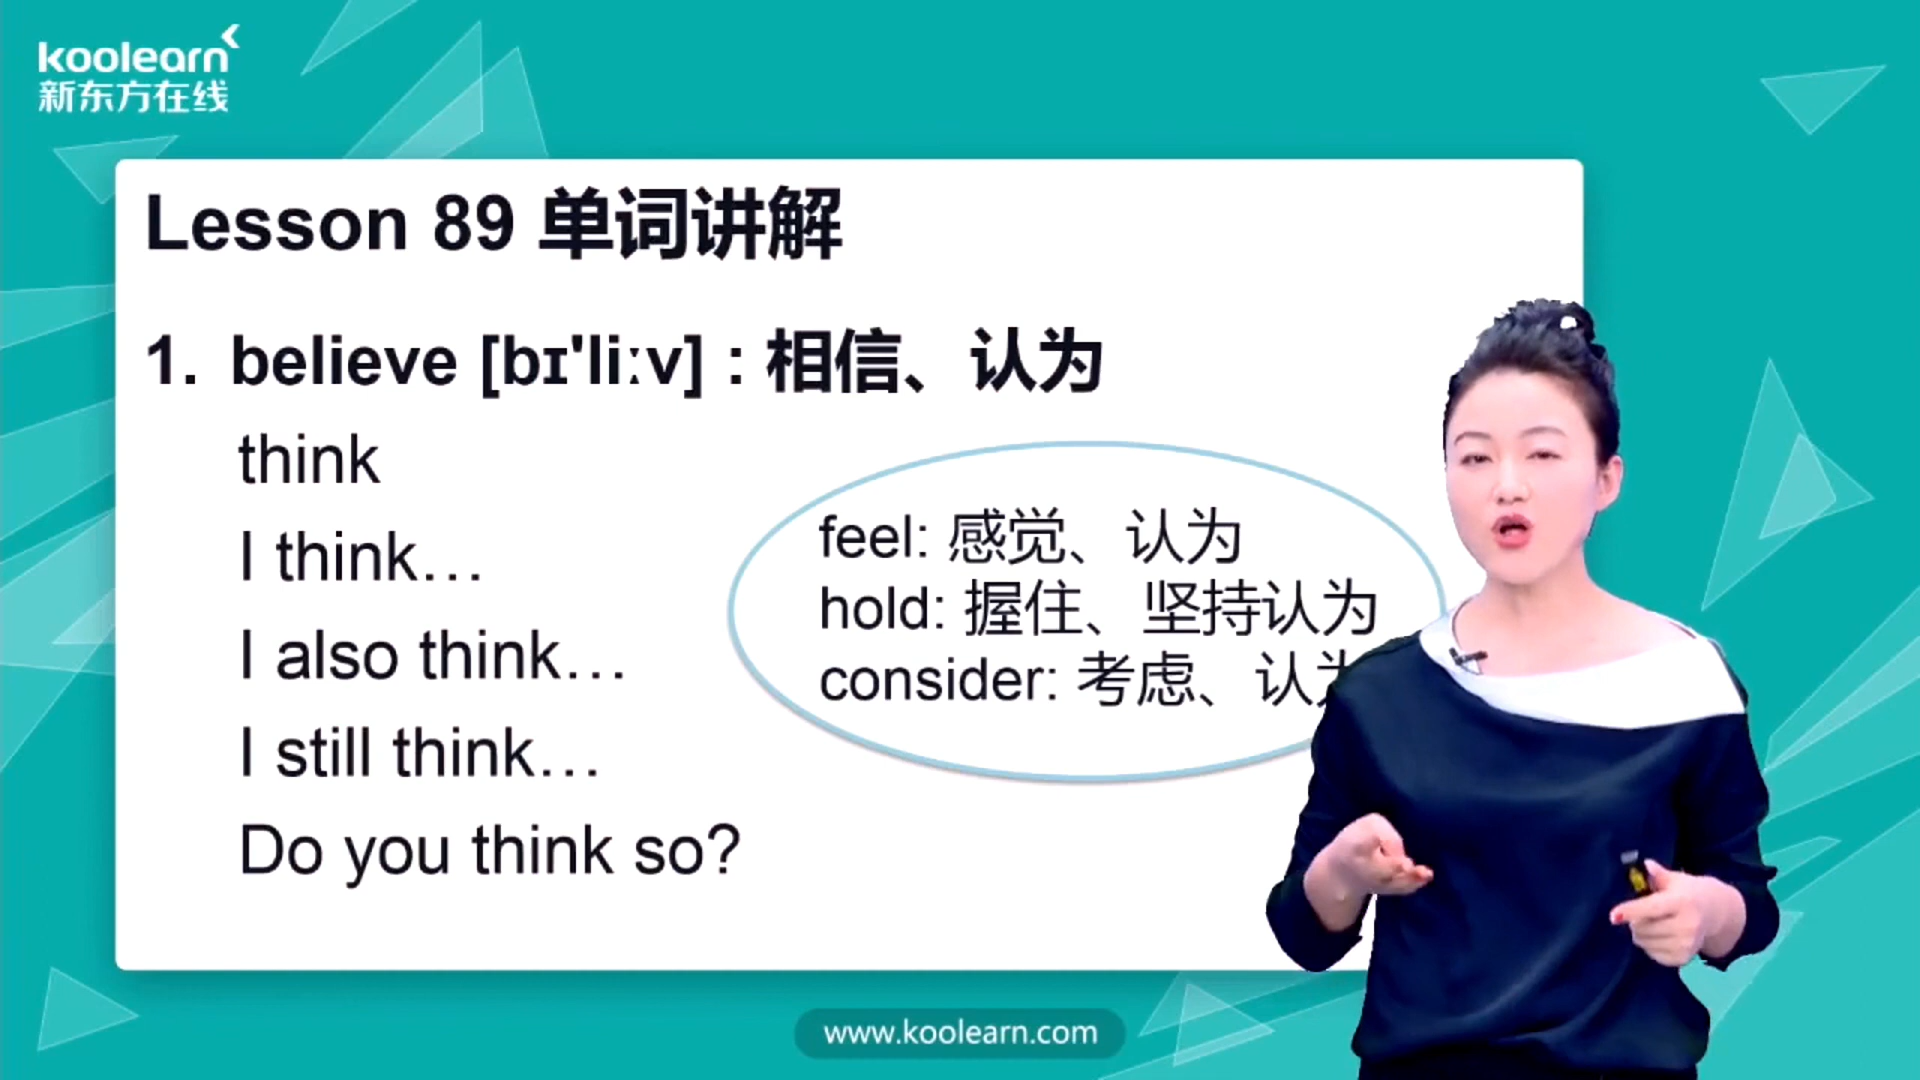 koolearn
新东方在线
Lesson 89 单词讲解
1. believe [bɪ'liːv] : 相信、认为
think
I think…
I also think…
I still think…
Do you think so?
feel: 感觉、认为
hold: 握住、坚持认为
consider: 考虑、认
www.koolearn.com